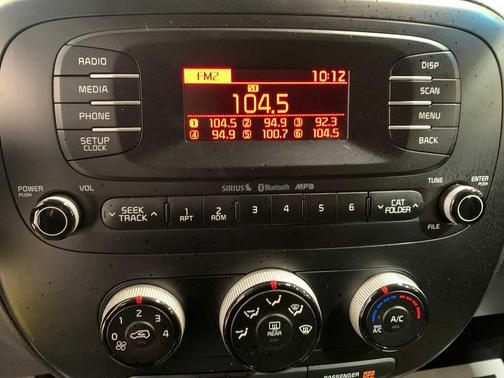 RADIO
MEDIA
PHONE
SETUP
CLOCK
FM2 10:12
ST
104.5
1 104.5 2 94.9 3 92.3
4 94.9 5 100.7 6 104.5
DISP
SCAN
MENU
BACK
POWER
PUSH
VOL
SIRIUS Bluetooth MP3
TUNE
ENTER
PUSH
SEEK
TRACK
1
RPT
2
RDM
3
4
5
6
CAT
FOLDER
FILE
0 1 2 3 4
REAR
A/C
MAX
A/C
PASSENGER OFF